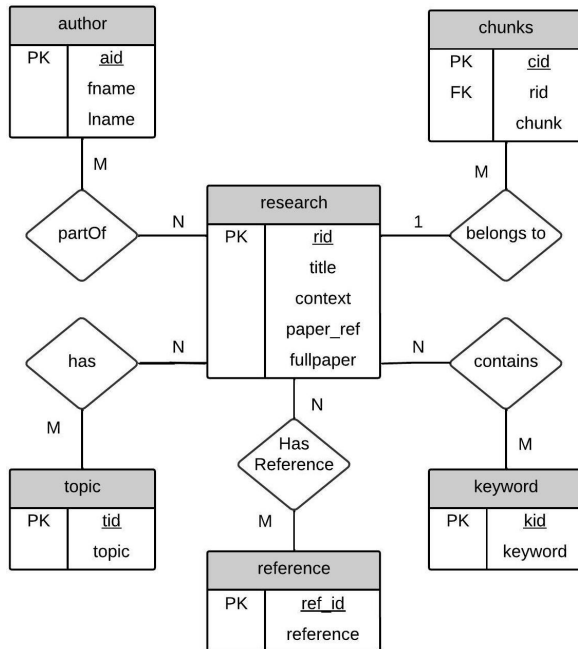 author
PK aid
fname
lname
chunks
PK cid
FK rid
chunk
M
M
partOf
N
research
PK rid
title
context
paper_ref
fullpaper
1
belongs to
has
N
N
contains
M
N
Has
Reference
M
M
topic
PK tid
topic
keyword
PK kid
keyword
reference
PK ref_id
reference